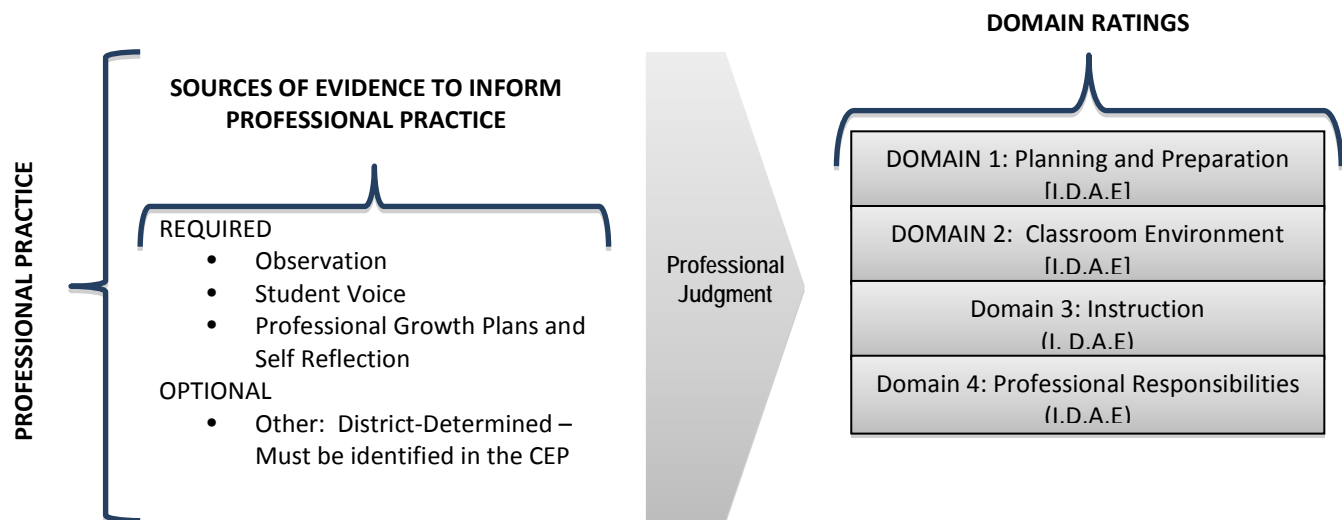 PROFESSIONAL PRACTICE
SOURCES OF EVIDENCE TO INFORM
PROFESSIONAL PRACTICE
REQUIRED
• Observation
• Student Voice
• Professional Growth Plans and
Self Reflection
OPTIONAL
• Other: District-Determined –
Must be identified in the CEP
Professional
Judgment
DOMAIN RATINGS
DOMAIN 1: Planning and Preparation
[I,D,A,E]
DOMAIN 2: Classroom Environment
[I,D,A,E]
Domain 3: Instruction
(I, D,A,E)
Domain 4: Professional Responsibilities
(I,D,A,E)